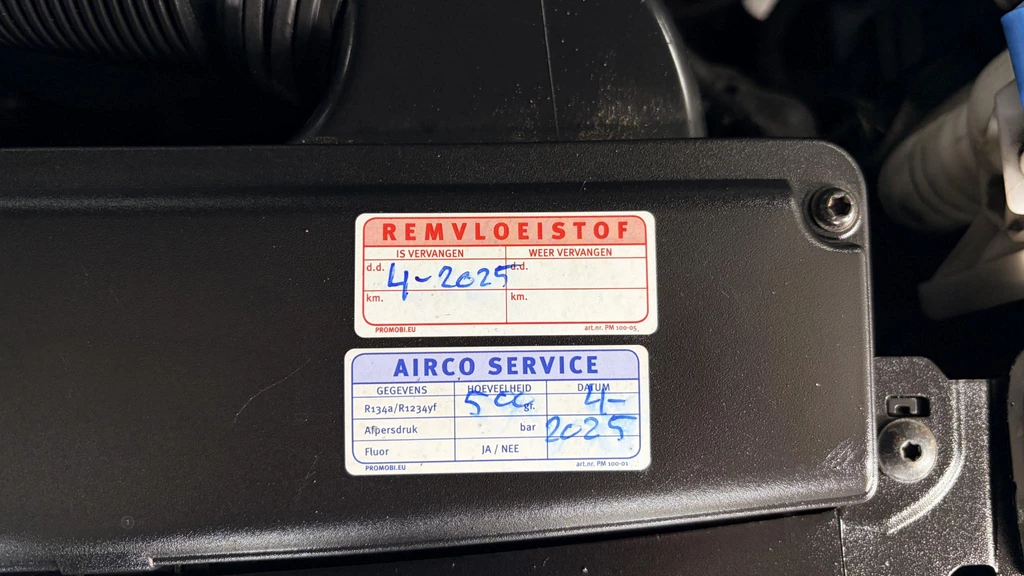 REMVLOEISTOF
IS VERVANGEN WEER VERVANGEN
d.d. 4-2025 d.d.
km. km.
PROMOBI.EU art.nr. PM 100-05
AIRCO SERVICE
GEGEVENS HOEVEELHEID DATUM
R134a/R1234yf 500 gr. 4-
Afpersdruk bar 2025
Fluor JA / NEE
PROMOBI.EU art.nr. PM 100-01